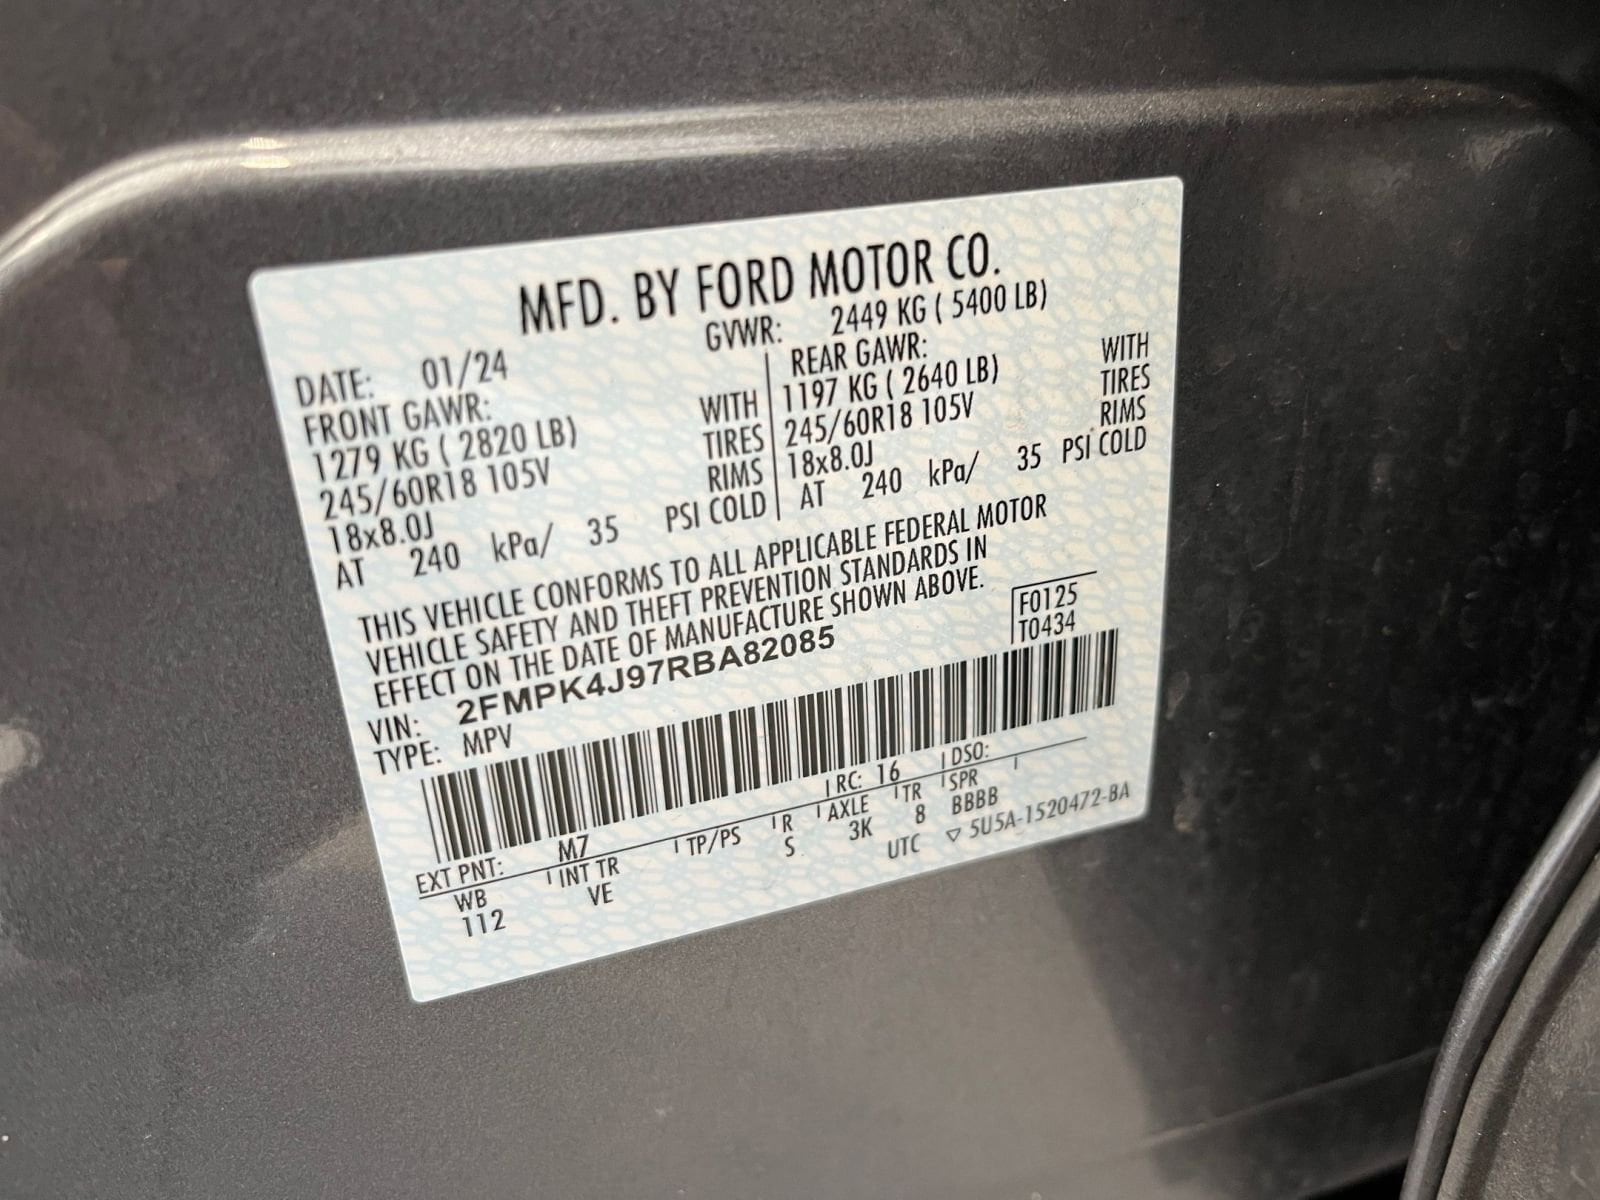 MFD. BY FORD MOTOR CO.
DATE: 01/24 GVWR: 2449 KG ( 5400 LB)
FRONT GAWR: REAR GAWR:
1279 KG ( 2820 LB) WITH 1197 KG ( 2640 LB) WITH
245/60R18 105V TIRES 245/60R18 105V TIRES
18x8.0J RIMS 18x8.0J RIMS
AT 240 kPa/ 35 PSI COLD AT 240 kPa/ 35 PSI COLD
THIS VEHICLE CONFORMS TO ALL APPLICABLE FEDERAL MOTOR
VEHICLE SAFETY AND THEFT PREVENTION STANDARDS IN
EFFECT ON THE DATE OF MANUFACTURE SHOWN ABOVE.
F0125
T0434
VIN: 2FMPK4J97RBA82085
TYPE: MPV
EXT PNT: M7 RC: 16 DSO:
WB INT TR TP/PS R AXLE TR SPR
112 VE S 3K 8 BBBB
UTC ▽ 5U5A-1520472-BA